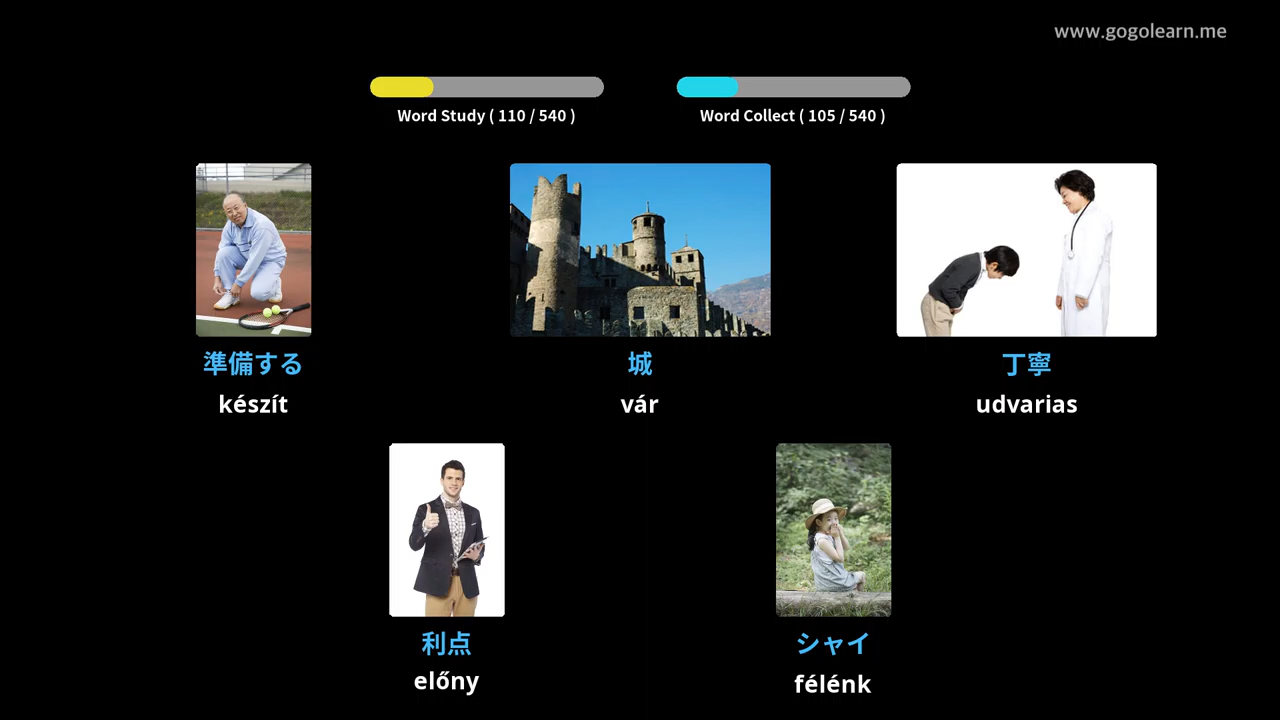 www.gogolearn.me
Word Study ( 110 / 540 )
Word Collect ( 105 / 540 )
準備する
城
丁寧
készít
vár
udvarias
利点
シャイ
előny
félénk